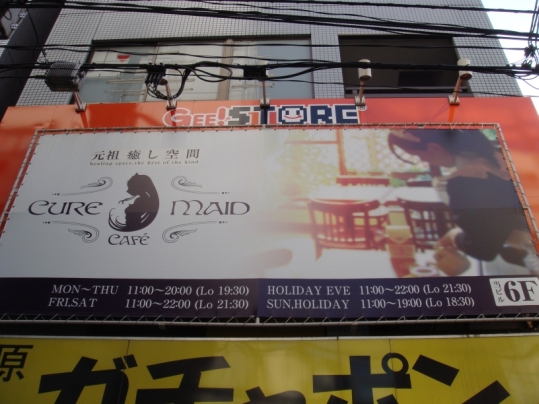 GEE!STORE
元祖 癒し空間
healing space, the first of the kind
CURE MAID
CAFÉ
MON～THU 11:00～20:00 (Lo 19:30)
FRI.SAT 11:00～22:00 (Lo 21:30)
HOLIDAY EVE 11:00～22:00 (Lo 21:30)
SUN,HOLIDAY 11:00～19:00 (Lo 18:30)
当ビル 6F
原
ガチャポン